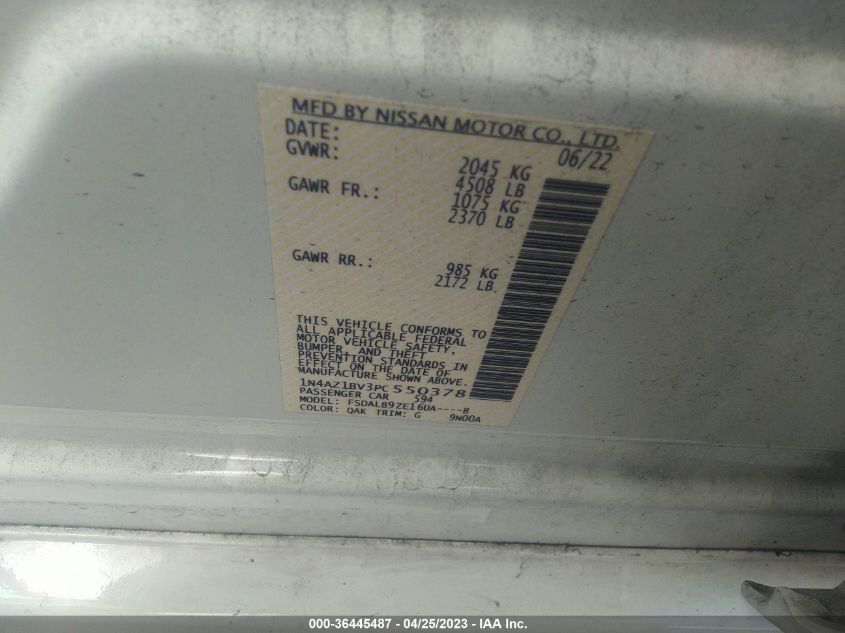 MFD BY NISSAN MOTOR CO., LTD.
DATE: 06/22
GVWR: 2045 KG
4508 LB
GAWR FR.: 1075 KG
2370 LB
GAWR RR.: 985 KG
2172 LB
THIS VEHICLE CONFORMS TO
ALL APPLICABLE FEDERAL
MOTOR VEHICLE SAFETY,
BUMPER, AND THEFT
PREVENTION STANDARDS IN
EFFECT ON THE DATE OF
MANUFACTURE SHOWN ABOVE.
1N4AZ1BV3PC550378
PASSENGER CAR 594
MODEL: FSDALB9ZE16UA----B
COLOR: QAK TRIM: G 9N00A
000-36445487 - 04/25/2023 - IAA Inc.